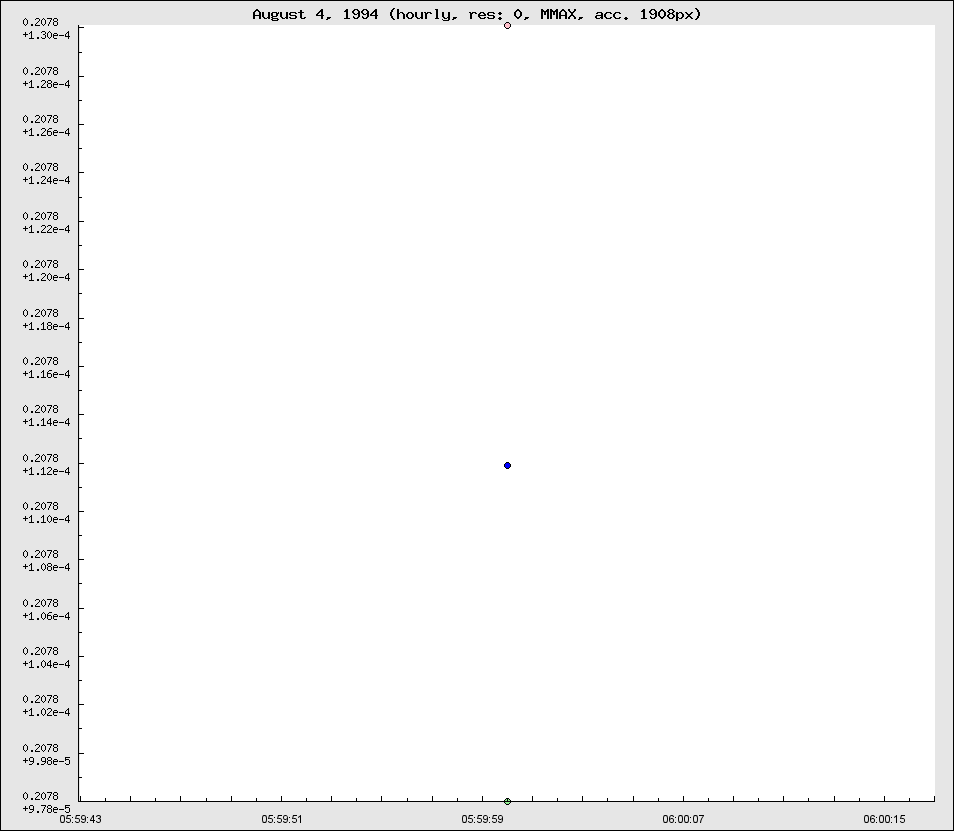 August 4, 1994 (hourly, res: 0, MMAX, acc. 1908px)
0.2078
+1.30e-4
0.2078
+1.28e-4
0.2078
+1.26e-4
0.2078
+1.24e-4
0.2078
+1.22e-4
0.2078
+1.20e-4
0.2078
+1.18e-4
0.2078
+1.16e-4
0.2078
+1.14e-4
0.2078
+1.12e-4
0.2078
+1.10e-4
0.2078
+1.08e-4
0.2078
+1.06e-4
0.2078
+1.04e-4
0.2078
+1.02e-4
0.2078
+9.98e-5
0.2078
+9.78e-5
05:59:43 05:59:51 05:59:59 06:00:07 06:00:15